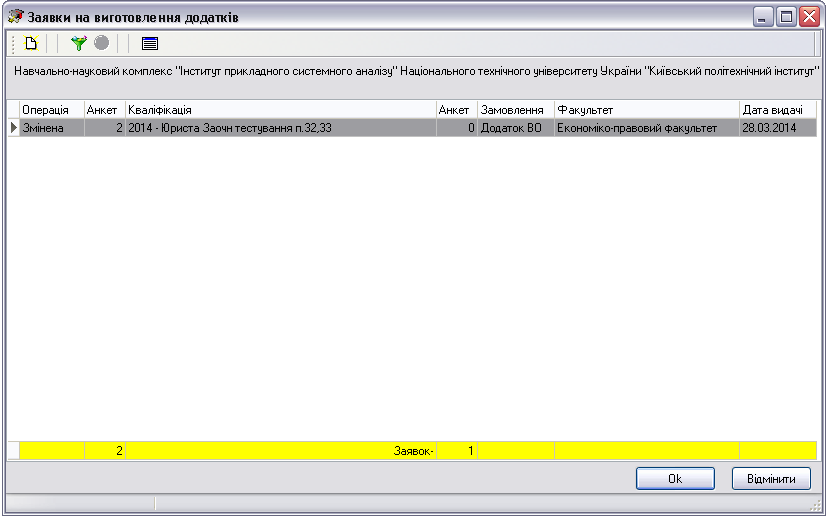 Заявки на виготовлення додатків
Навчально-науковий комплекс "Інститут прикладного системного аналізу" Національного технічного університету України "Київський політехнічний інститут"
Операція Анкет Кваліфікація Анкет Замовлення Факультет Дата видачі
Змінена 2 2014 - Юриста Заочн тестування п.32,33 0 Додаток ВО Економіко-правовий факультет 28.03.2014
2 Заявок- 1
Ok Відмінити